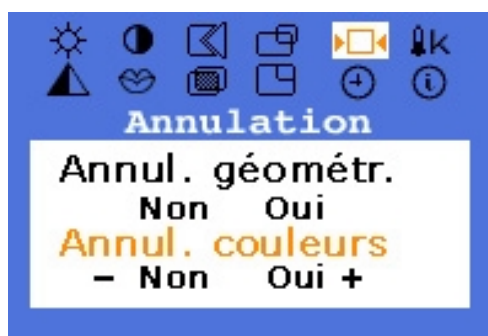 K
Annulation
Annul. géométr.
Non Oui
Annul. couleurs
– Non Oui +